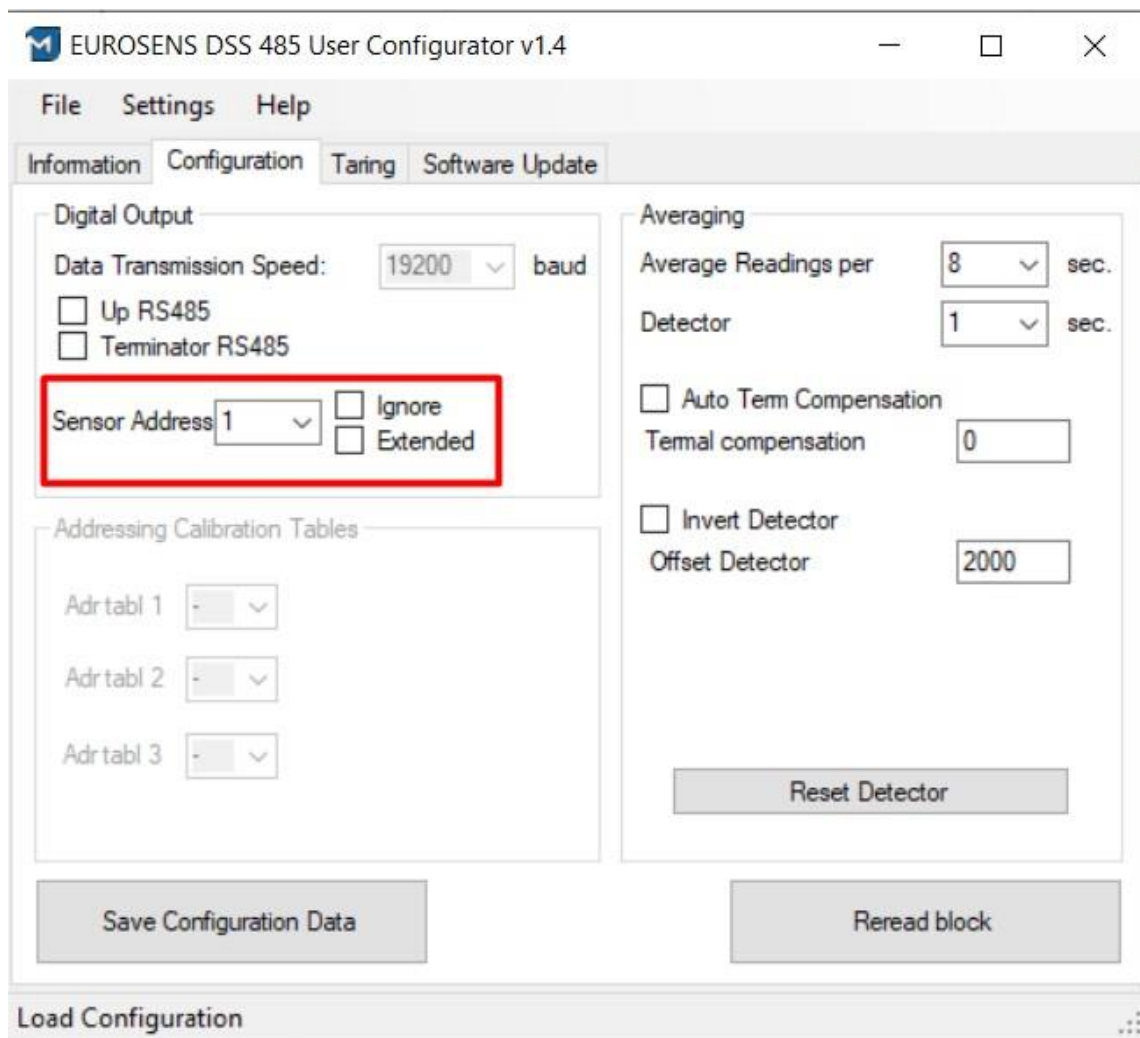 EUROSENS DSS 485 User Configurator v1.4
File Settings Help
Information Configuration Taring Software Update
Digital Output
Data Transmission Speed: 19200 baud
Up RS485
Terminator RS485
Sensor Address 1 Ignore
Extended
Addressing Calibration Tables
Adr tabl 1 -
Adr tabl 2 -
Adr tabl 3 -
Averaging
Average Readings per 8 sec.
Detector 1 sec.
Auto Term Compensation
Termal compensation 0
Invert Detector
Offset Detector 2000
Reset Detector
Save Configuration Data
Reread block
Load Configuration